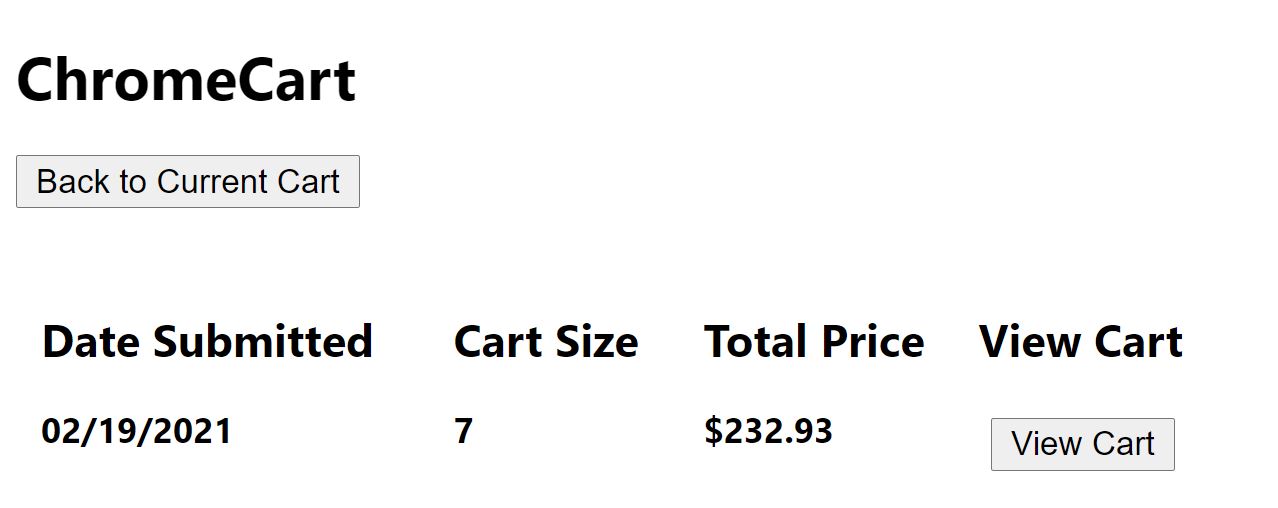 ChromeCart
Back to Current Cart
Date Submitted Cart Size Total Price View Cart
02/19/2021 7 $232.93 View Cart